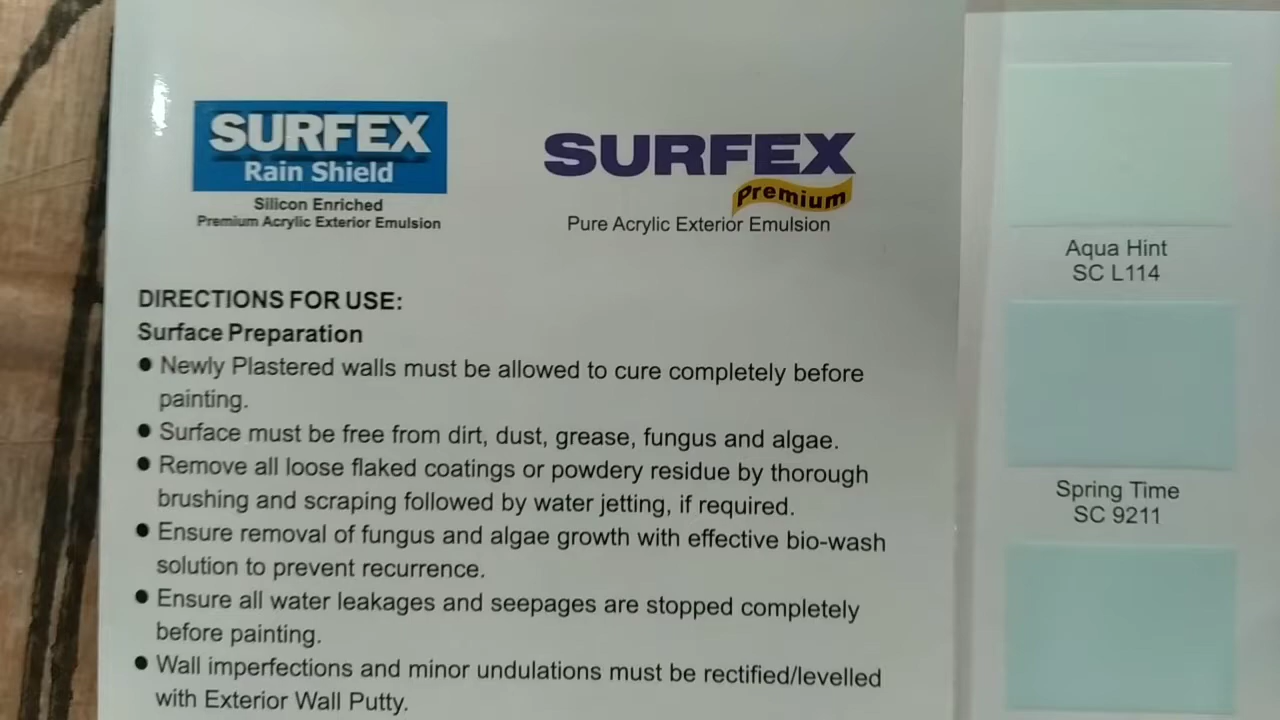 SURFEX
Rain Shield
Silicon Enriched
Premium Acrylic Exterior Emulsion
SURFEX
Premium
Pure Acrylic Exterior Emulsion
DIRECTIONS FOR USE:
Surface Preparation
● Newly Plastered walls must be allowed to cure completely before
painting.
● Surface must be free from dirt, dust, grease, fungus and algae.
● Remove all loose flaked coatings or powdery residue by thorough
brushing and scraping followed by water jetting, if required.
● Ensure removal of fungus and algae growth with effective bio-wash
solution to prevent recurrence.
● Ensure all water leakages and seepages are stopped completely
before painting.
● Wall imperfections and minor undulations must be rectified/levelled
with Exterior Wall Putty.
Aqua Hint
SC L114
Spring Time
SC 9211